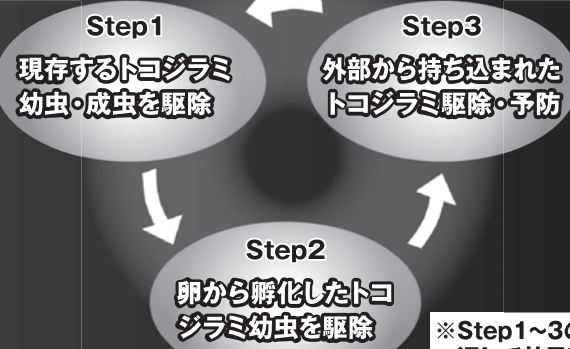 Step1
現存するトコジラミ
幼虫・成虫を駆除
Step3
外部から持ち込まれた
トコジラミ駆除・予防
Step2
卵から孵化したトコ
ジラミ幼虫を駆除
※Step1~3の